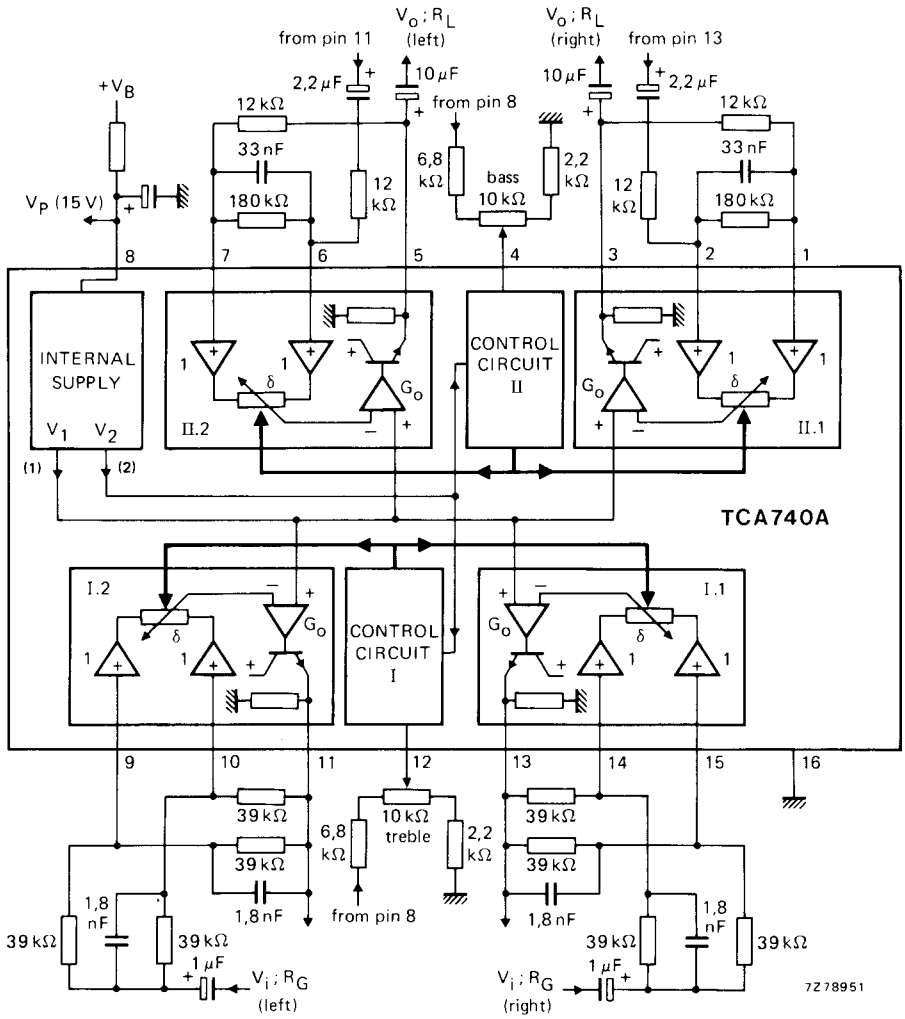 from pin 11
V_o ; R_L
(left)
V_o ; R_L
(right)
from pin 13
2,2 μF
+
10 μF
+
from pin 8
10 μF
+
+
2,2 μF
+V_B
12 kΩ
33 nF
180 kΩ
12 kΩ
6,8 kΩ
bass
10 kΩ
2,2 kΩ
12 kΩ
12 kΩ
33 nF
180 kΩ
V_P (15 V)
+
8
7
6
5
4
3
2
1
INTERNAL
SUPPLY
V_1
V_2
(1)
(2)
+
1
+
1
δ
+
G_o
−
+
II.2
CONTROL
CIRCUIT
II
+
G_o
+
−
+
1
+
1
δ
II.1
TCA740A
I.2
−
+
δ
G_o
1
+
1
+
+
CONTROL
CIRCUIT
I
I.1
+
−
G_o
δ
+
+
1
+
1
9
10
11
12
13
14
15
16
39 kΩ
39 kΩ
1,8 nF
6,8 kΩ
10 kΩ
treble
2,2 kΩ
from pin 8
39 kΩ
39 kΩ
1,8 nF
39 kΩ
1,8 nF
39 kΩ
1 μF
+
V_i ; R_G
(left)
V_i ; R_G
(right)
39 kΩ
1 μF
+
1,8 nF
39 kΩ
7Z78951